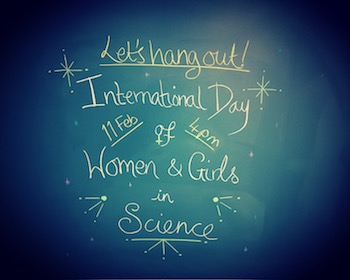 Let's hang out!
International Day
11 Feb of 4pm
Women & Girls
in
Science